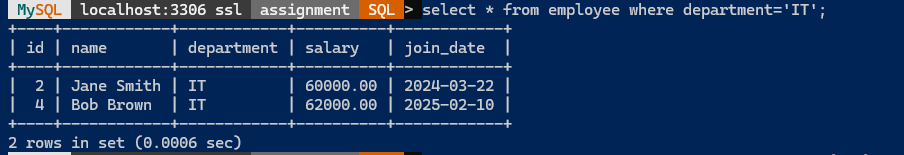 MySQL localhost:3306 ssl assignment SQL > select * from employee where department='IT';
+----+------------+------------+----------+------------+
| id | name       | department | salary   | join_date  |
+----+------------+------------+----------+------------+
|  2 | Jane Smith | IT         | 60000.00 | 2024-03-22 |
|  4 | Bob Brown  | IT         | 62000.00 | 2025-02-10 |
+----+------------+------------+----------+------------+
2 rows in set (0.0006 sec)